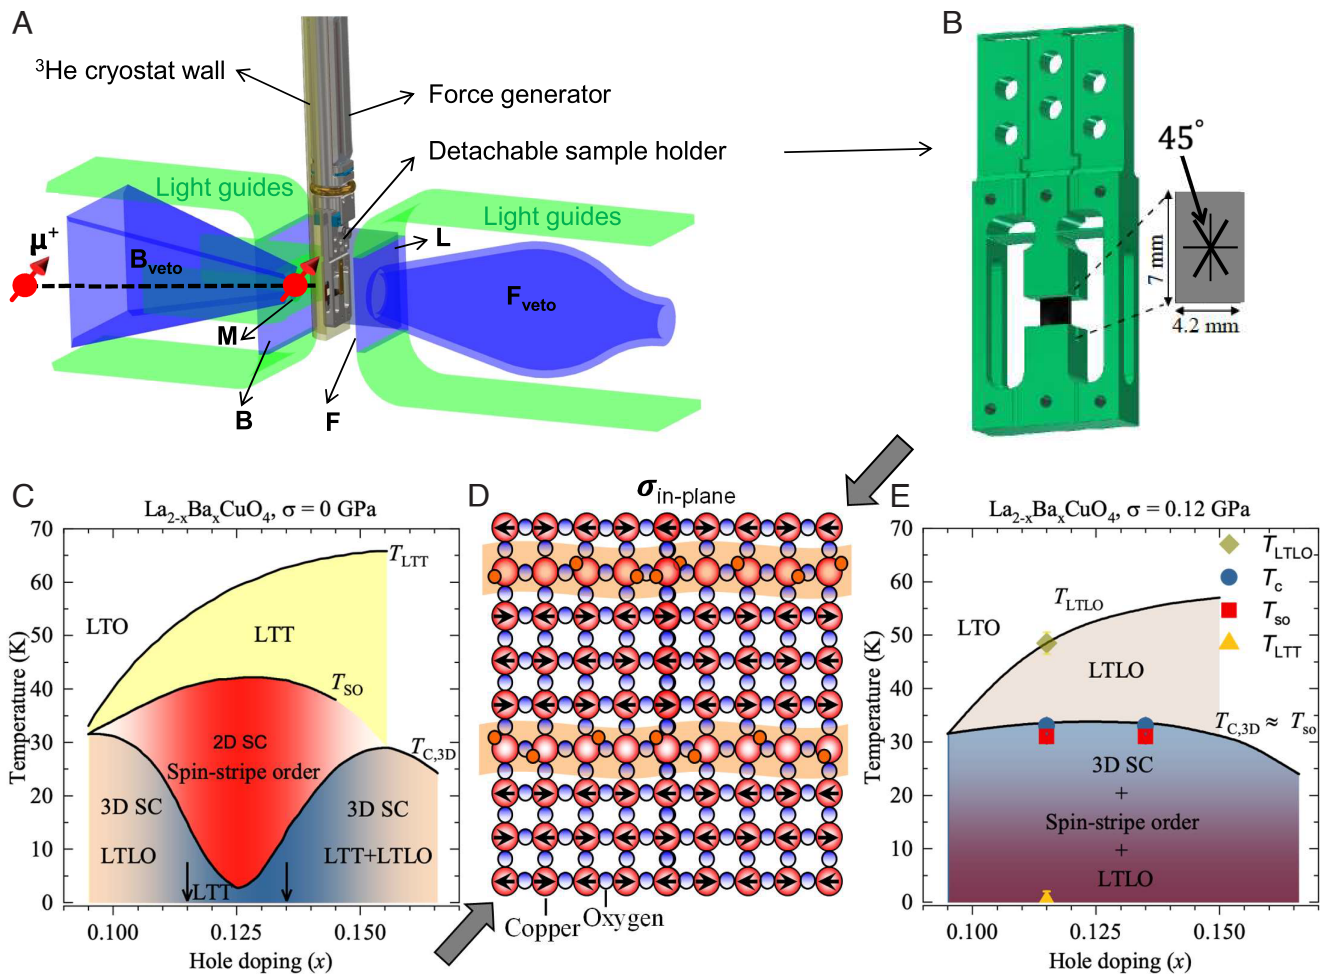 A
³He cryostat wall
Force generator
Detachable sample holder
Light guides
Light guides
μ⁺
B_veto
L
F_veto
M
B
F
B
45°
7 mm
4.2 mm
C
La₂₋ₓBaₓCuO₄, σ = 0 GPa
70
60
50
40
30
20
10
0
Temperature (K)
T_LTT
LTO
LTT
T_SO
2D SC
Spin-stripe order
T_C,3D
3D SC
LTLO
3D SC
LTT+LTLO
LTT
0.100
0.125
0.150
Hole doping (x)
D
σ_in-plane
Copper
Oxygen
E
La₂₋ₓBaₓCuO₄, σ = 0.12 GPa
70
60
50
40
30
20
10
0
Temperature (K)
T_LTLO
T_c
T_so
T_LTT
T_LTLO
LTO
LTLO
T_C,3D ≈ T_so
3D SC
+
Spin-stripe order
+
LTLO
0.100
0.125
0.150
Hole doping (x)